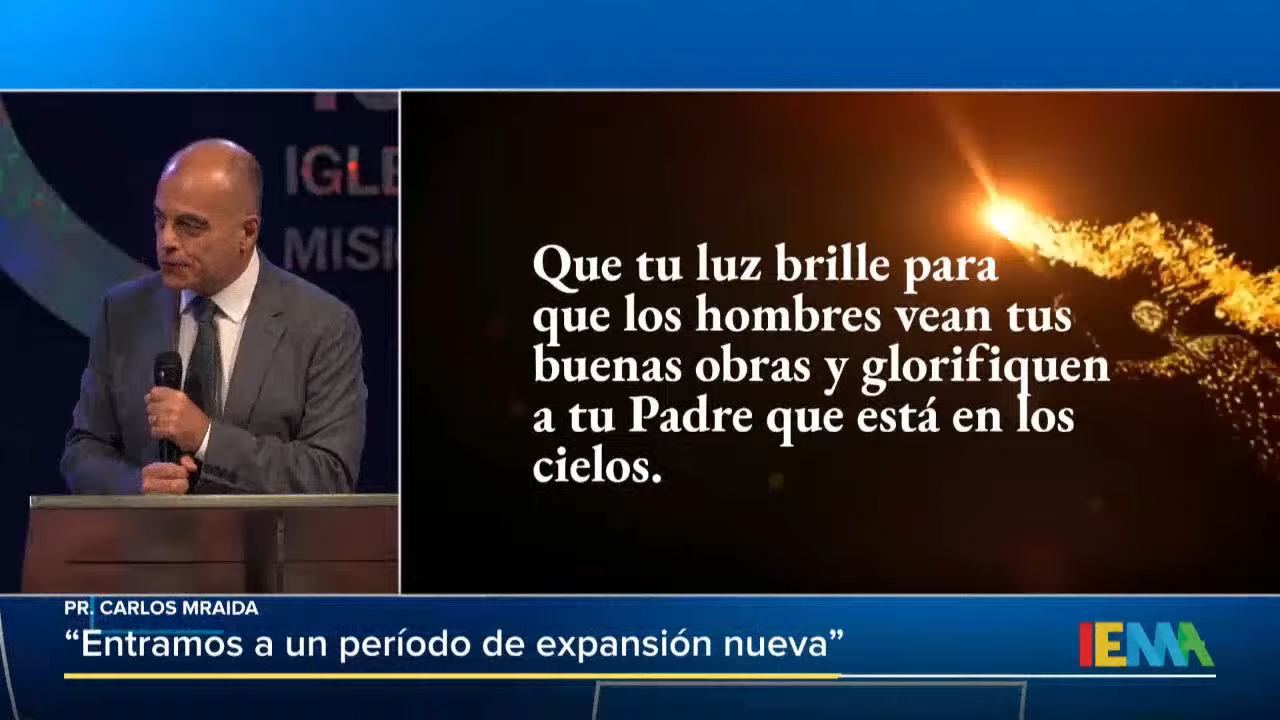 IGLE
MISI
Que tu luz brille para
que los hombres vean tus
buenas obras y glorifiquen
a tu Padre que está en los
cielos.
PR. CARLOS MRAIDA
“Entramos a un período de expansión nueva”
IEMA